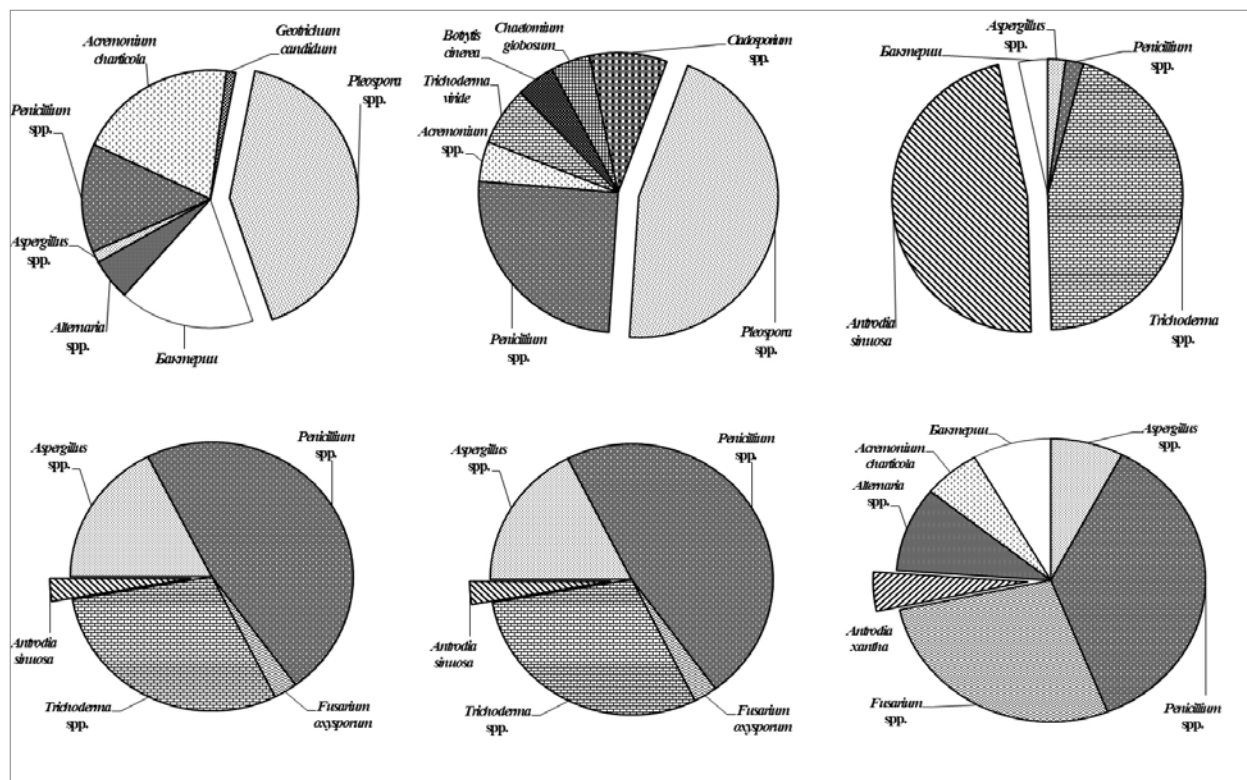 Geotrichum
candidum
Acremonium
charticola
Pleospora
spp.
Penicillium
spp.
Aspergillus
spp.
Alternaria
spp.
Бактерии
Chaetomium
globosum
Botrytis
cinerea
Cladosporium
spp.
Trichoderma
viride
Acremonium
spp.
Penicillium
spp.
Pleospora
spp.
Aspergillus
spp.
Бактерии
Penicillium
spp.
Antrodia
sinuosa
Trichoderma
spp.
Penicillium
spp.
Aspergillus
spp.
Antrodia
sinuosa
Trichoderma
spp.
Fusarium
oxysporum
Penicillium
spp.
Aspergillus
spp.
Antrodia
sinuosa
Trichoderma
spp.
Fusarium
oxysporum
Бактерии
Aspergillus
spp.
Acremonium
charticola
Alternaria
spp.
Antrodia
xantha
Fusarium
spp.
Penicillium
spp.